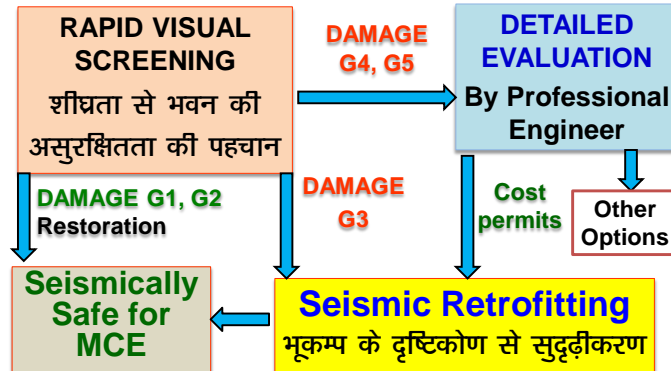 RAPID VISUAL
SCREENING
शीघ्रता से भवन की
असुरक्षितता की पहचान
DAMAGE
G4, G5
DETAILED
EVALUATION
By Professional
Engineer
DAMAGE G1, G2
Restoration
DAMAGE
G3
Cost
permits
Other
Options
Seismically
Safe for
MCE
Seismic Retrofitting
भूकम्प के दृष्टिकोण से सुदृढ़ीकरण